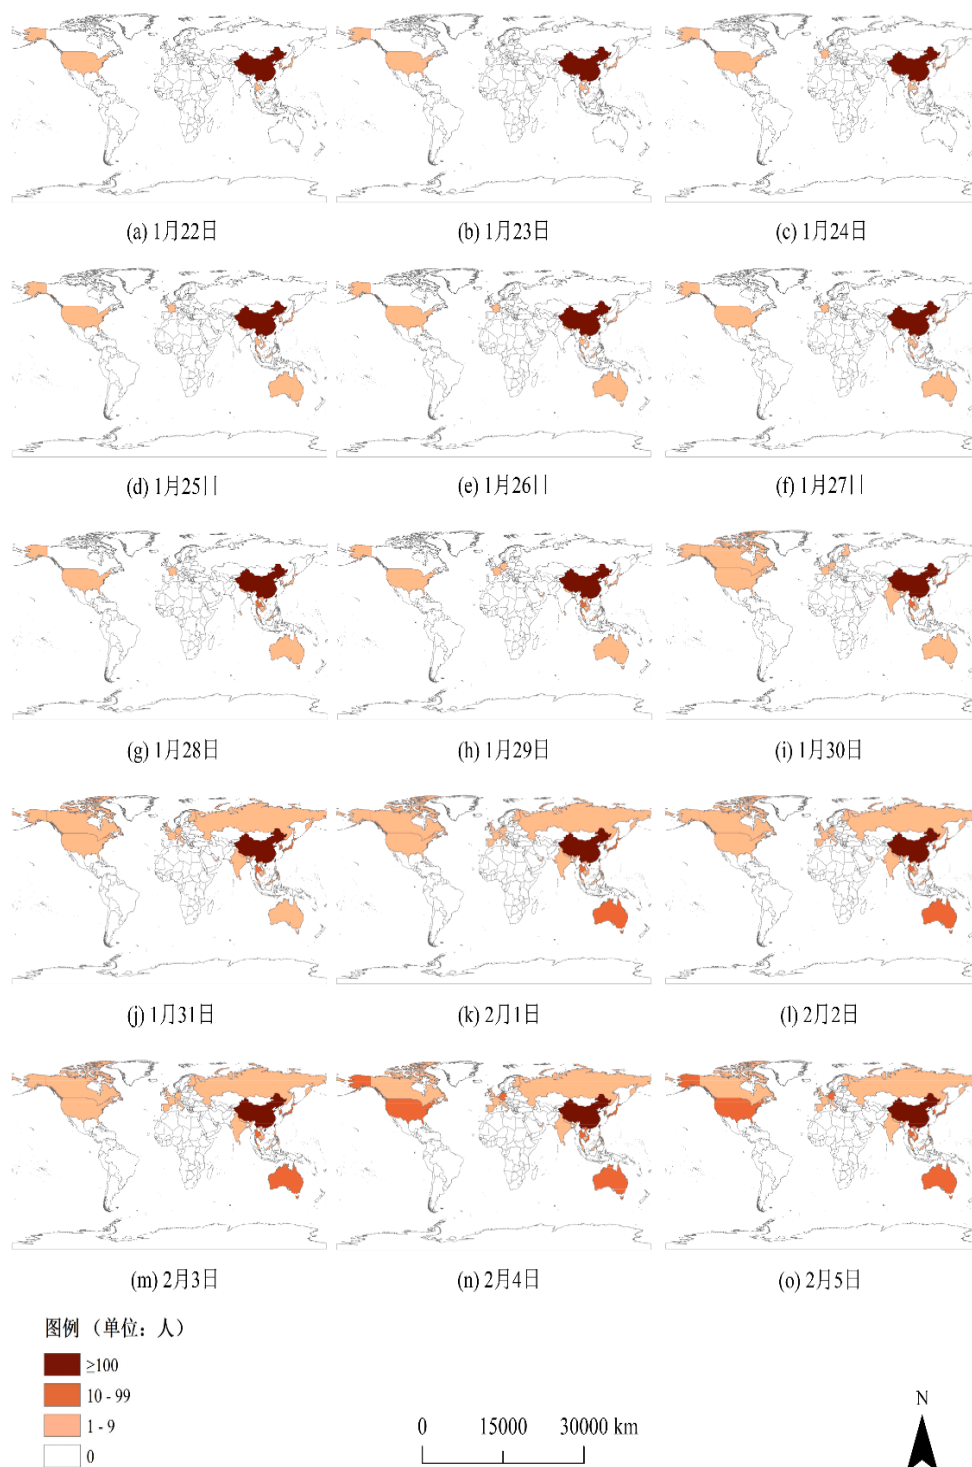 (a) 1月22日
(b) 1月23日
(c) 1月24日
(d) 1月25日
(e) 1月26日
(f) 1月27日
(g) 1月28日
(h) 1月29日
(i) 1月30日
(j) 1月31日
(k) 2月1日
(l) 2月2日
(m) 2月3日
(n) 2月4日
(o) 2月5日
图例 （单位：人）
≥100
10 - 99
1 - 9
0
0 15000 30000 km
N